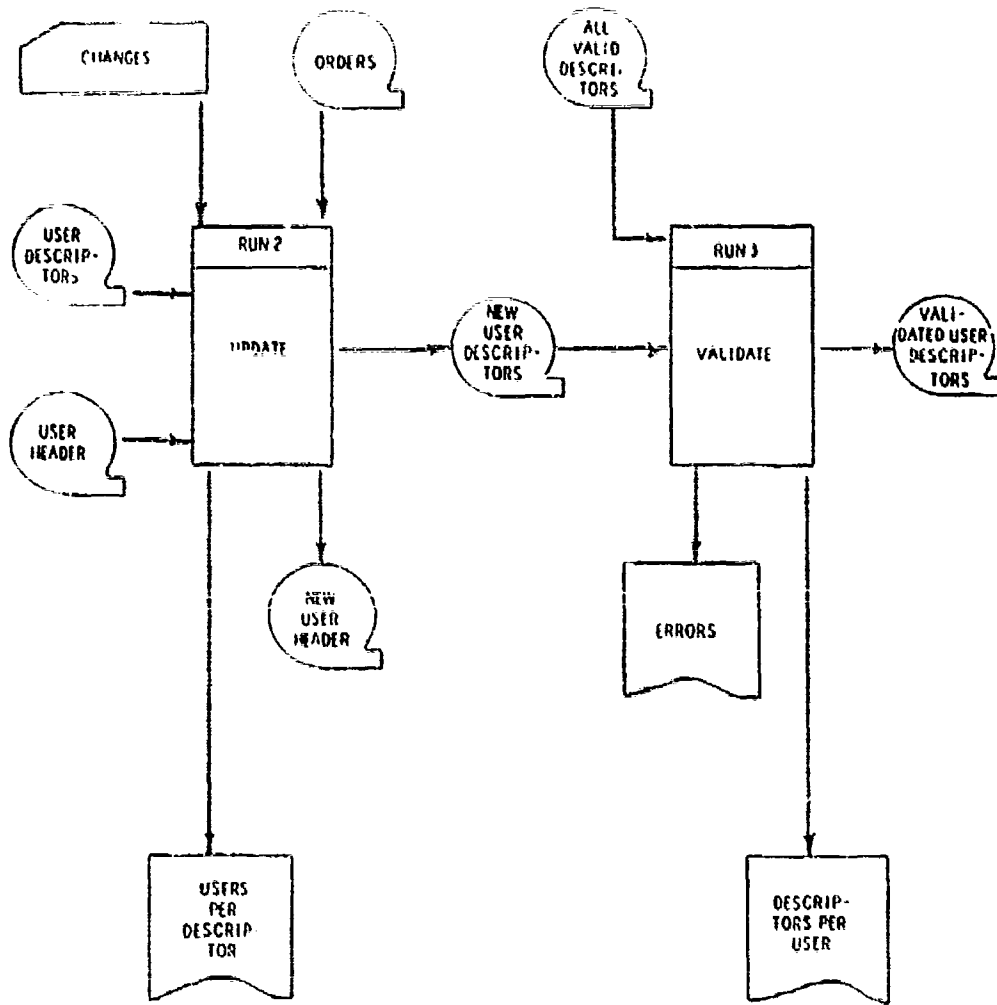 CHANGES
ORDERS
ALL
VALID
DESCRIP-
TORS
USER
DESCRIP-
TORS
RUN 2
UPDATE
USER
HEADER
NEW
USER
DESCRIP-
TORS
RUN 3
VALIDATE
VALI-
DATED USER
DESCRIP-
TORS
NEW
USER
HEADER
ERRORS
USERS
PER
DESCRIP-
TOR
DESCRIP-
TORS PER
USER